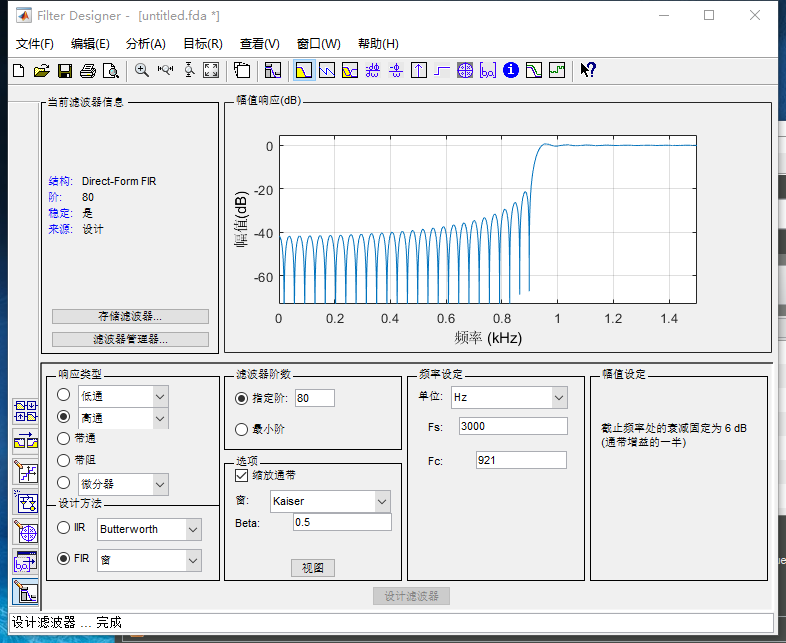 Filter Designer - [untitled.fda *]
文件(F) 编辑(E) 分析(A) 目标(R) 查看(V) 窗口(W) 帮助(H)
当前滤波器信息
结构: Direct-Form FIR
阶: 80
稳定: 是
来源: 设计
存储滤波器...
滤波器管理器...
幅值响应(dB)
0
-20
-40
-60
幅值(dB)
0 0.2 0.4 0.6 0.8 1 1.2 1.4
频率 (kHz)
响应类型
低通
高通
带通
带阻
微分器
设计方法
IIR Butterworth
FIR 窗
滤波器阶数
指定阶: 80
最小阶
选项
缩放通带
窗: Kaiser
Beta: 0.5
视图
频率设定
单位: Hz
Fs: 3000
Fc: 921
幅值设定
截止频率处的衰减固定为 6 dB
(通带增益的一半)
设计滤波器
设计滤波器 ... 完成